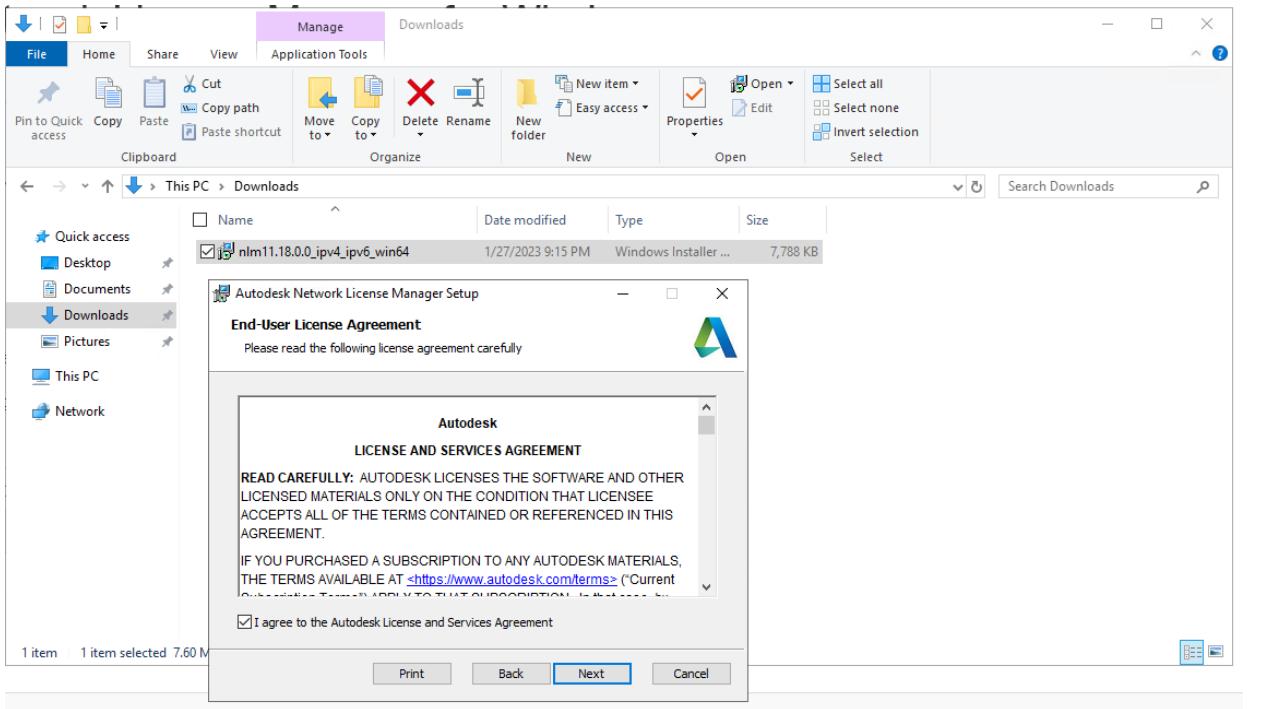 Manage
Downloads
File
Home
Share
View
Application Tools
Pin to Quick
access
Copy
Paste
Cut
Copy path
Paste shortcut
Clipboard
Move
to
Copy
to
Delete
Rename
Organize
New
folder
New item
Easy access
New
Properties
Open
Edit
Open
Select all
Select none
Invert selection
Select
This PC > Downloads
Search Downloads
Quick access
Desktop
Documents
Downloads
Pictures
This PC
Network
Name
Date modified
Type
Size
nlm11.18.0.0_ipv4_ipv6_win64
1/27/2023 9:15 PM
Windows Installer ...
7,788 KB
Autodesk Network License Manager Setup
End-User License Agreement
Please read the following license agreement carefully
Autodesk
LICENSE AND SERVICES AGREEMENT
READ CAREFULLY: AUTODESK LICENSES THE SOFTWARE AND OTHER
LICENSED MATERIALS ONLY ON THE CONDITION THAT LICENSEE
ACCEPTS ALL OF THE TERMS CONTAINED OR REFERENCED IN THIS
AGREEMENT.
IF YOU PURCHASED A SUBSCRIPTION TO ANY AUTODESK MATERIALS,
THE TERMS AVAILABLE AT <https://www.autodesk.com/terms> ("Current
I agree to the Autodesk License and Services Agreement
Print
Back
Next
Cancel
1 item
1 item selected 7.60 M